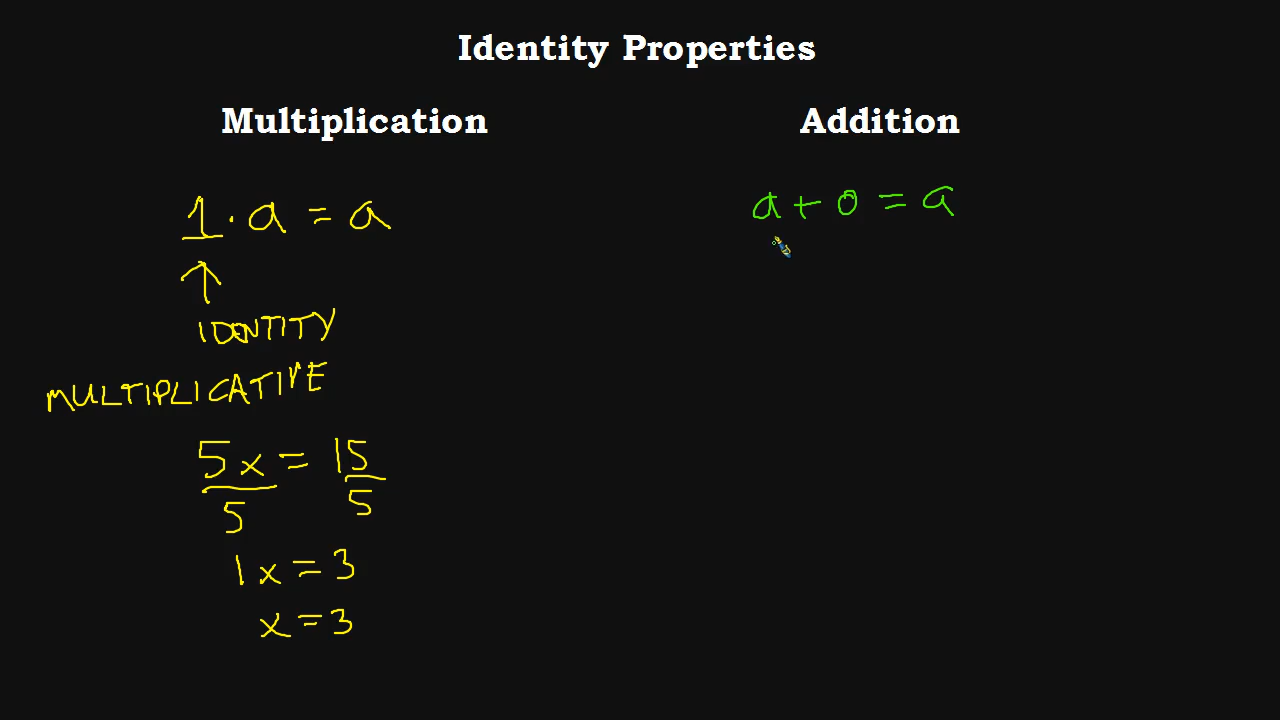 Identity Properties
Multiplication
1 · a = a
IDENTITY
MULTIPLICATIVE
5x = 15
5 5
1x = 3
x = 3
Addition
a + 0 = a